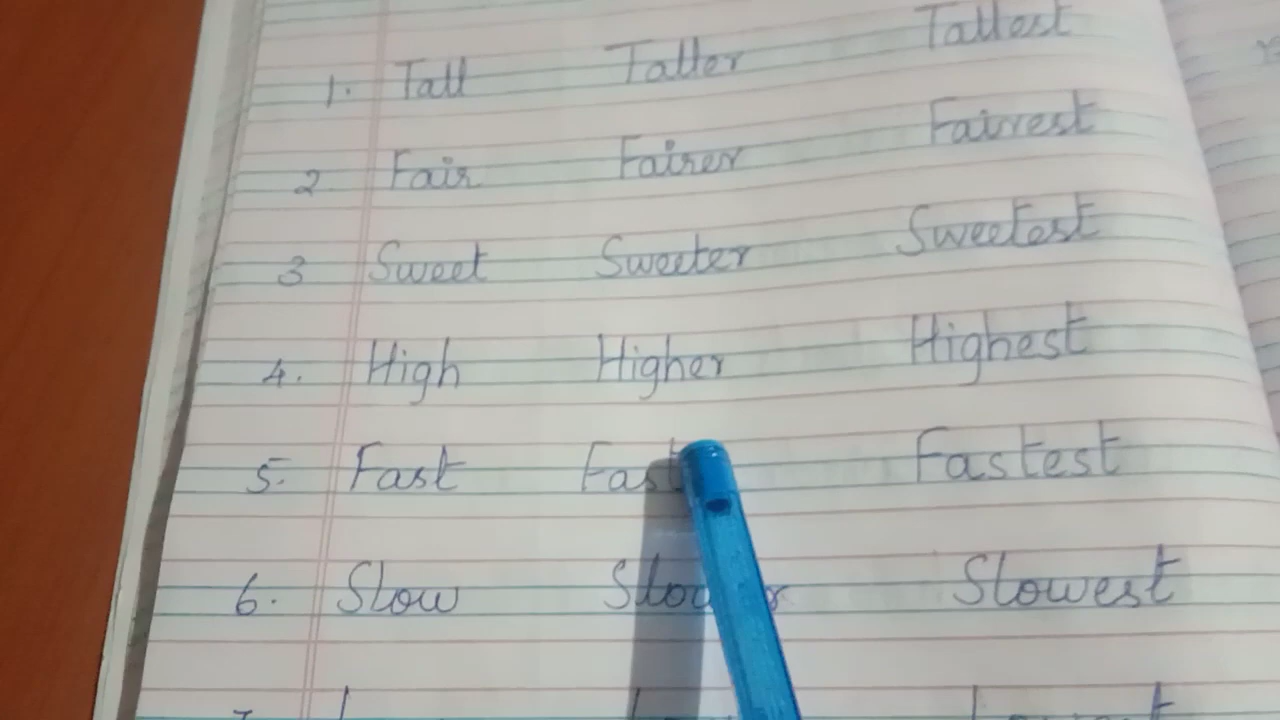 1. Tall Taller Tallest
2 Fair Fairer Fairest
3 Sweet Sweeter Sweetest
4. High Higher Highest
5. Fast Fastest
6. Slow Slowest